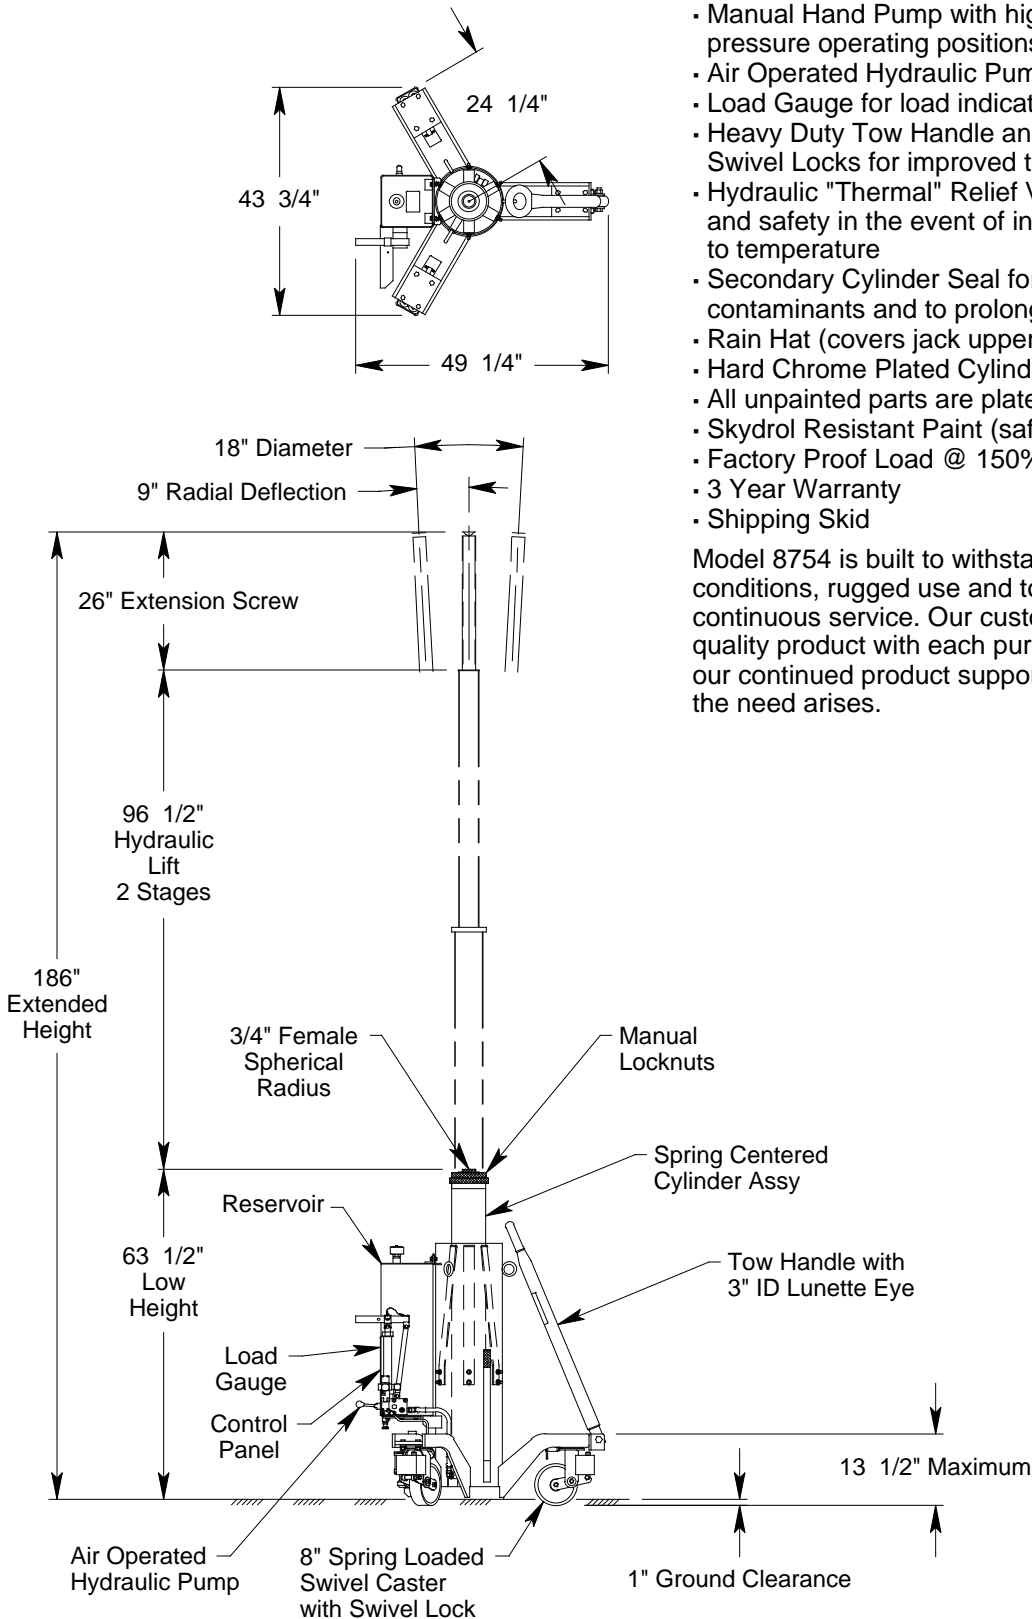 · Manual Hand Pump with hig
pressure operating positions
· Air Operated Hydraulic Pum
· Load Gauge for load indicat
· Heavy Duty Tow Handle an
Swivel Locks for improved t
· Hydraulic "Thermal" Relief V
and safety in the event of in
to temperature
· Secondary Cylinder Seal for
contaminants and to prolong
· Rain Hat (covers jack upper
· Hard Chrome Plated Cylind
· All unpainted parts are plate
· Skydrol Resistant Paint (saf
· Factory Proof Load @ 150%
· 3 Year Warranty
· Shipping Skid
Model 8754 is built to withsta
conditions, rugged use and to
continuous service. Our custo
quality product with each pur
our continued product suppor
the need arises.
24 1/4"
43 3/4"
49 1/4"
18" Diameter
9" Radial Deflection
26" Extension Screw
96 1/2"
Hydraulic
Lift
2 Stages
186"
Extended
Height
3/4" Female
Spherical
Radius
Manual
Locknuts
Spring Centered
Cylinder Assy
Reservoir
63 1/2"
Low
Height
Tow Handle with
3" ID Lunette Eye
Load
Gauge
Control
Panel
13 1/2" Maximum
Air Operated
Hydraulic Pump
8" Spring Loaded
Swivel Caster
with Swivel Lock
1" Ground Clearance